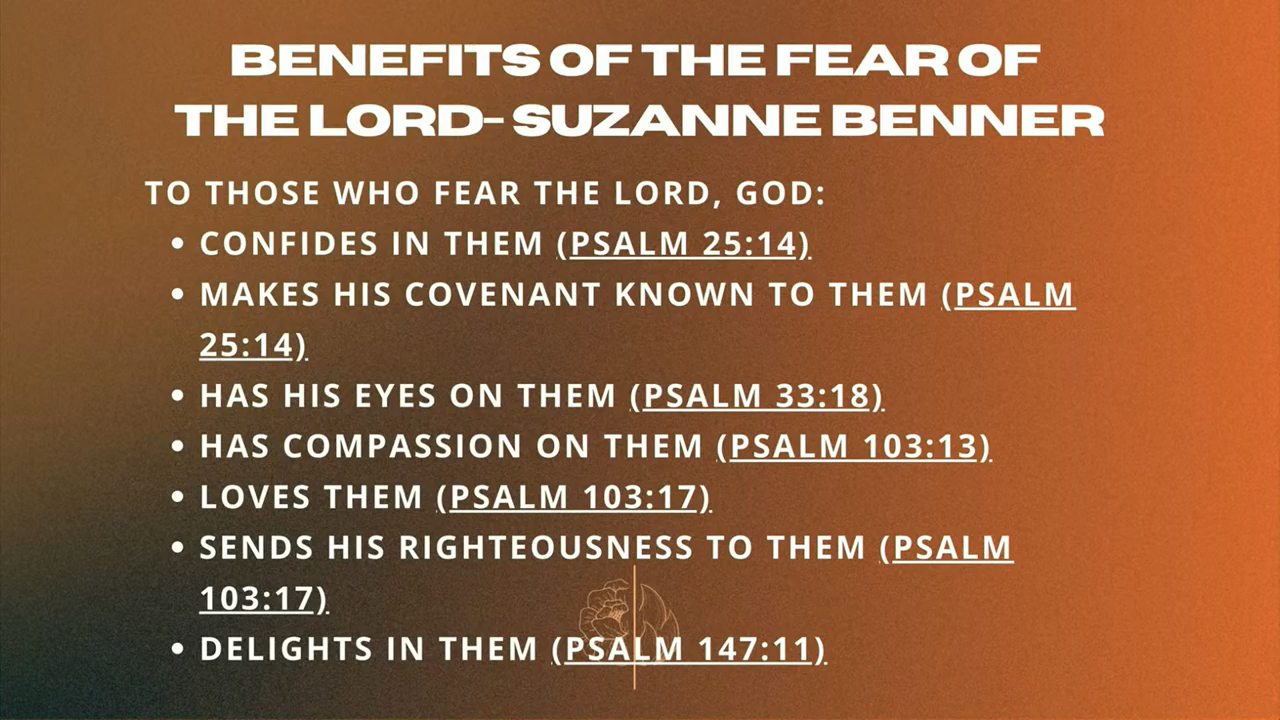 BENEFITS OF THE FEAR OF
THE LORD- SUZANNE BENNER
TO THOSE WHO FEAR THE LORD, GOD:
• CONFIDES IN THEM (PSALM 25:14)
• MAKES HIS COVENANT KNOWN TO THEM (PSALM
25:14)
• HAS HIS EYES ON THEM (PSALM 33:18)
• HAS COMPASSION ON THEM (PSALM 103:13)
• LOVES THEM (PSALM 103:17)
• SENDS HIS RIGHTEOUSNESS TO THEM (PSALM
103:17)
• DELIGHTS IN THEM (PSALM 147:11)